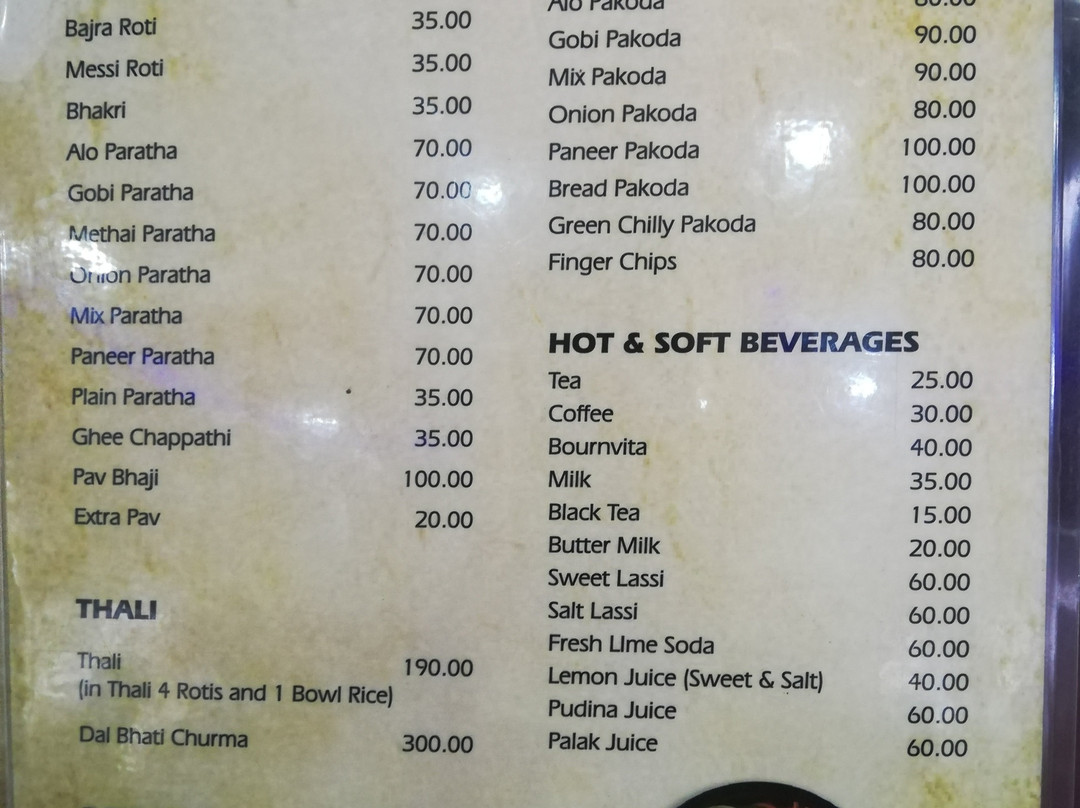 Bajra Roti 35.00
Messi Roti 35.00
Bhakri 35.00
Alo Paratha 70.00
Gobi Paratha 70.00
Methai Paratha 70.00
Onion Paratha 70.00
Mix Paratha 70.00
Paneer Paratha 70.00
Plain Paratha 35.00
Ghee Chappathi 35.00
Pav Bhaji 100.00
Extra Pav 20.00
THALI
Thali 190.00
(in Thali 4 Rotis and 1 Bowl Rice)
Dal Bhati Churma 300.00
Alo Pakoda
Gobi Pakoda 90.00
Mix Pakoda 90.00
Onion Pakoda 80.00
Paneer Pakoda 100.00
Bread Pakoda 100.00
Green Chilly Pakoda 80.00
Finger Chips 80.00
HOT & SOFT BEVERAGES
Tea 25.00
Coffee 30.00
Bournvita 40.00
Milk 35.00
Black Tea 15.00
Butter Milk 20.00
Sweet Lassi 60.00
Salt Lassi 60.00
Fresh LIme Soda 60.00
Lemon Juice (Sweet & Salt) 40.00
Pudina Juice 60.00
Palak Juice 60.00